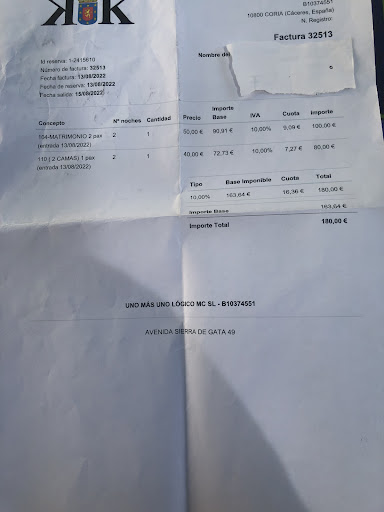 K K
B10374551
10800 CORIA (Cáceres, España)
N. Registro:
Factura 32513
Id reserva: 1-2415610
Número de factura: 32513
Fecha factura: 13/08/2022
Fecha de reserva: 13/08/2022
Fecha salida: 15/08/2022
Nombre de
Concepto Nº noches Cantidad Precio Importe Base IVA Cuota Importe
104-MATRIMONIO 2 pax 2 1 50,00 € 90,91 € 10,00% 9,09 € 100,00 €
(entrada 13/08/2022)
110 ( 2 CAMAS) 1 pax 2 1 40,00 € 72,73 € 10,00% 7,27 € 80,00 €
(entrada 13/08/2022)
Tipo Base Imponible Cuota Total
10,00% 163,64 € 16,36 € 180,00 €
Importe Base 163,64 €
Importe Total 180,00 €
UNO MÁS UNO LÓGICO MC SL - B10374551
AVENIDA SIERRA DE GATA 49